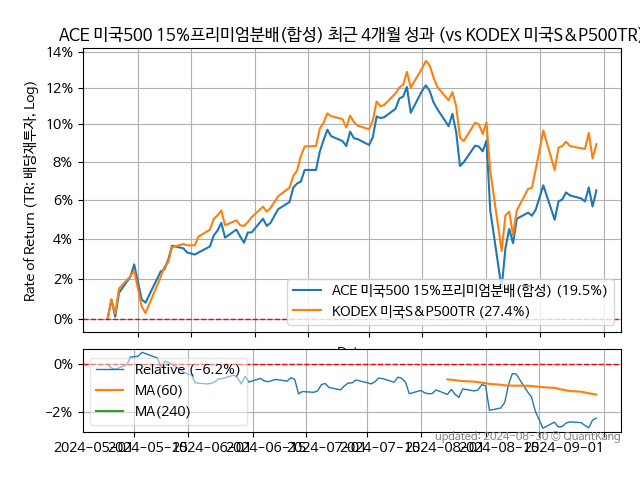 ACE 미국500 15%프리미엄분배(합성) 최근 4개월 성과 (vs KODEX 미국S&P500TR)
14%
12%
10%
8%
6%
4%
2%
0%
Rate of Return (TR: 배당재투자, Log)
ACE 미국500 15%프리미엄분배(합성) (19.5%)
KODEX 미국S&P500TR (27.4%)
0%
−2%
Relative (−6.2%)
MA(60)
MA(240)
updated: 2024-08-30 © QuantKang
2024-05-01 2024-05-15 2024-06-01 2024-06-15 2024-07-01 2024-07-15 2024-08-01 2024-08-15 2024-09-01